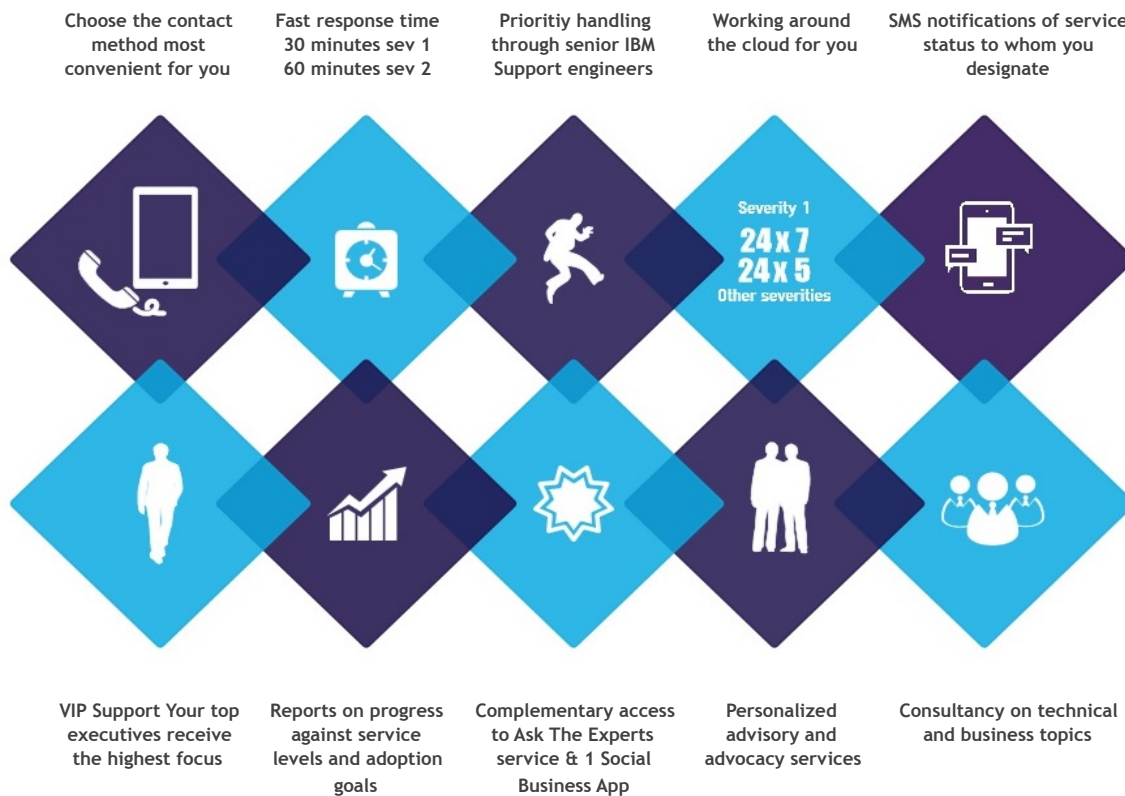 Choose the contact
method most
convenient for you
Fast response time
30 minutes sev 1
60 minutes sev 2
Prioritiy handling
through senior IBM
Support engineers
Working around
the cloud for you
SMS notifications of service
status to whom you
designate
Severity 1
24 x 7
24 x 5
Other severities
VIP Support Your top
executives receive
the highest focus
Reports on progress
against service
levels and adoption
goals
Complementary access
to Ask The Experts
service & 1 Social
Business App
Personalized
advisory and
advocacy services
Consultancy on technical
and business topics